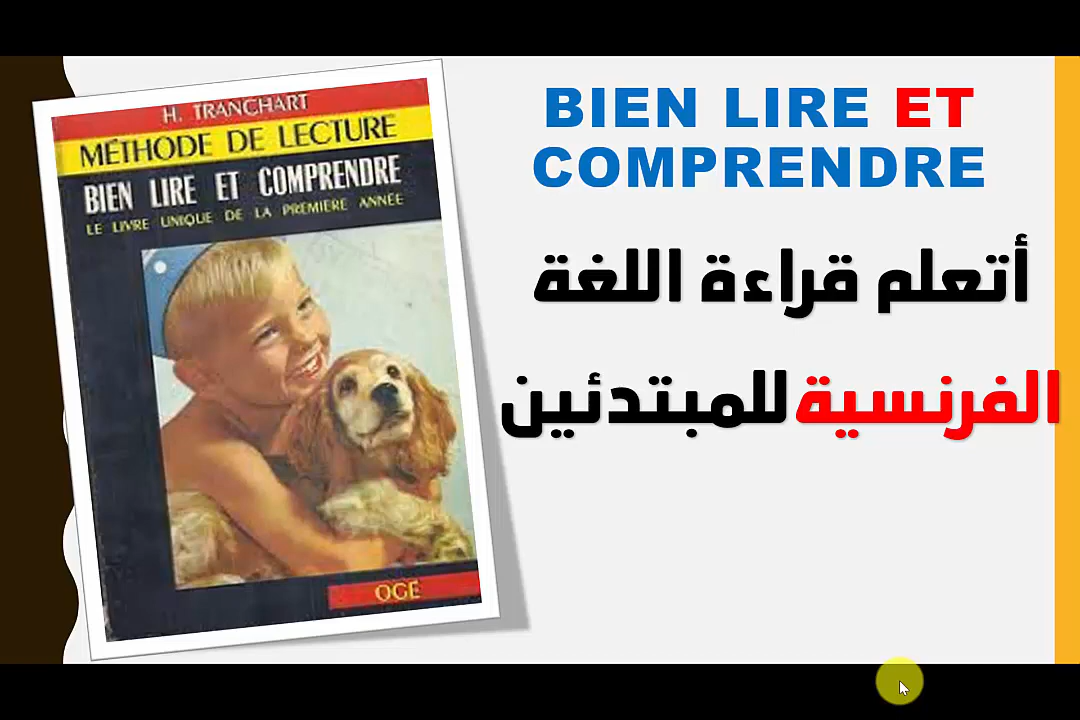 H. TRANCHART
MÉTHODE DE LECTURE
BIEN LIRE ET COMPRENDRE
LE LIVRE UNIQUE DE LA PREMIÈRE ANNÉE
OGE
BIEN LIRE ET
COMPRENDRE
أتعلم قراءة اللغة
الفرنسية للمبتدئين